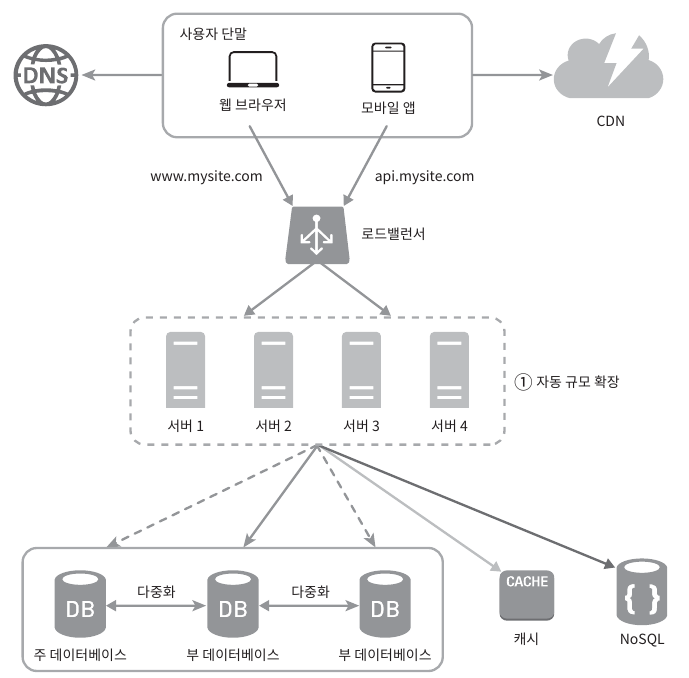 사용자 단말
DNS
웹 브라우저
모바일 앱
CDN
www.mysite.com
api.mysite.com
로드밸런서
① 자동 규모 확장
서버 1
서버 2
서버 3
서버 4
다중화
다중화
DB
DB
DB
CACHE
{ }
주 데이터베이스
부 데이터베이스
부 데이터베이스
캐시
NoSQL